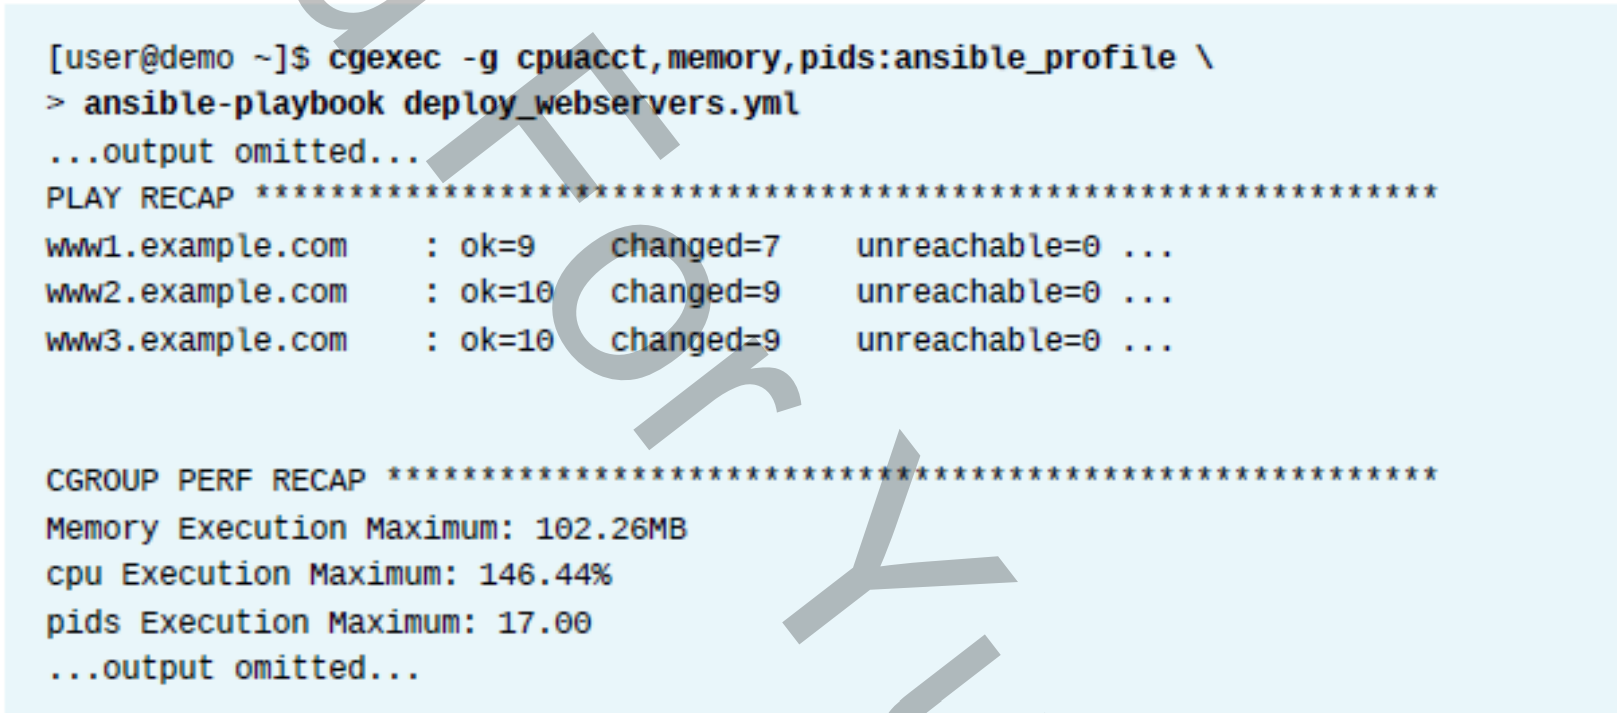 [user@demo ~]$ cgexec -g cpuacct,memory,pids:ansible_profile \
> ansible-playbook deploy_webservers.yml
...output omitted...
PLAY RECAP ***************************************************************
www1.example.com    : ok=9    changed=7    unreachable=0 ...
www2.example.com    : ok=10   changed=9    unreachable=0 ...
www3.example.com    : ok=10   changed=9    unreachable=0 ...
CGROUP PERF RECAP ********************************************************
Memory Execution Maximum: 102.26MB
cpu Execution Maximum: 146.44%
pids Execution Maximum: 17.00
...output omitted...
For